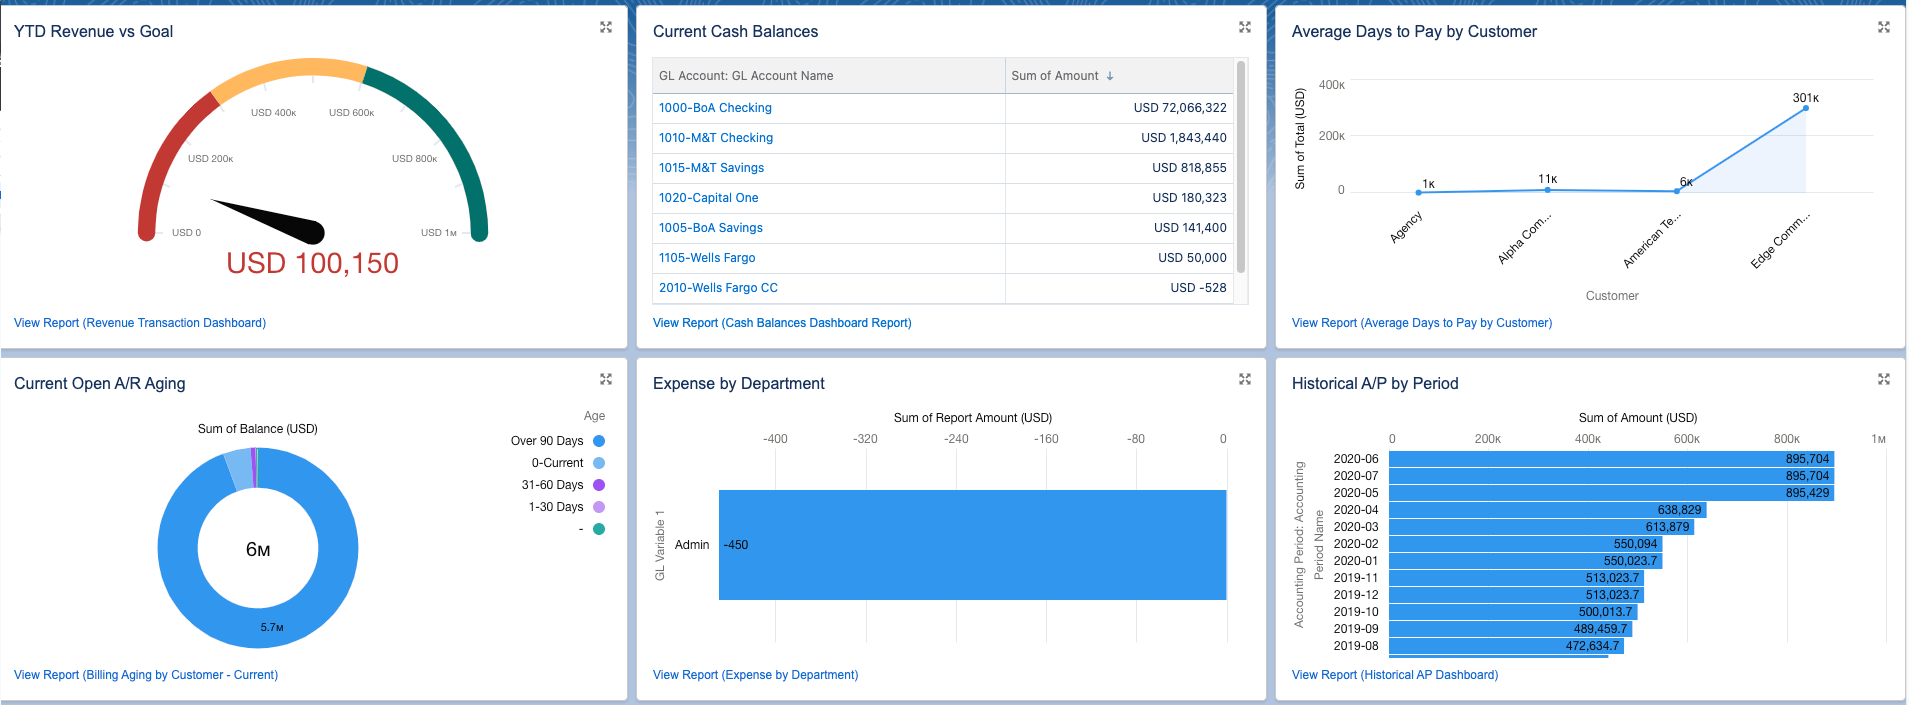 YTD Revenue vs Goal
USD 400K
USD 600K
USD 200K
USD 800K
USD 0
USD 1M
USD 100,150
View Report (Revenue Transaction Dashboard)
Current Cash Balances
GL Account: GL Account Name
Sum of Amount ↓
1000-BoA Checking
USD 72,066,322
1010-M&T Checking
USD 1,843,440
1015-M&T Savings
USD 818,855
1020-Capital One
USD 180,323
1005-BoA Savings
USD 141,400
1105-Wells Fargo
USD 50,000
2010-Wells Fargo CC
USD -528
View Report (Cash Balances Dashboard Report)
Average Days to Pay by Customer
Sum of Total (USD)
400K
200K
0
1K
11K
6K
301K
Agency
Alpha Com...
American Te...
Edge Comm...
Customer
View Report (Average Days to Pay by Customer)
Current Open A/R Aging
Sum of Balance (USD)
6M
5.7M
Age
Over 90 Days
0-Current
31-60 Days
1-30 Days
-
View Report (Billing Aging by Customer - Current)
Expense by Department
Sum of Report Amount (USD)
-400
-320
-240
-160
-80
0
GL Variable 1
Admin
-450
View Report (Expense by Department)
Historical A/P by Period
Sum of Amount (USD)
0
200K
400K
600K
800K
1M
Accounting Period: Accounting
Period Name
2020-06
895,704
2020-07
895,704
2020-05
895,429
2020-04
638,829
2020-03
613,879
2020-02
550,094
2020-01
550,023.7
2019-11
513,023.7
2019-12
513,023.7
2019-10
500,013.7
2019-09
489,459.7
2019-08
472,634.7
View Report (Historical AP Dashboard)